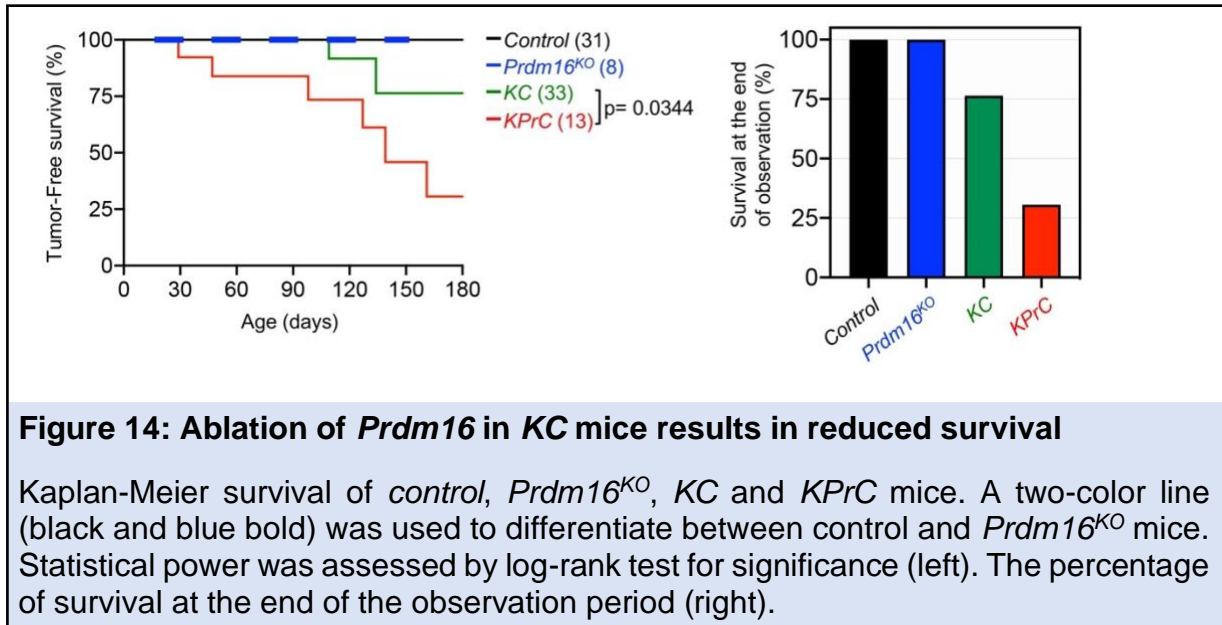 Tumor-Free survival (%)
100
75
50
25
0
0 30 60 90 120 150 180
Age (days)
Control (31)
Prdm16KO (8)
KC (33)
KPrC (13)
p= 0.0344
Survival at the end
of observation (%)
100
75
50
25
0
Control
Prdm16KO
KC
KPrC
Figure 14: Ablation of Prdm16 in KC mice results in reduced survival
Kaplan-Meier survival of control, Prdm16KO, KC and KPrC mice. A two-color line
(black and blue bold) was used to differentiate between control and Prdm16KO mice.
Statistical power was assessed by log-rank test for significance (left). The percentage
of survival at the end of the observation period (right).